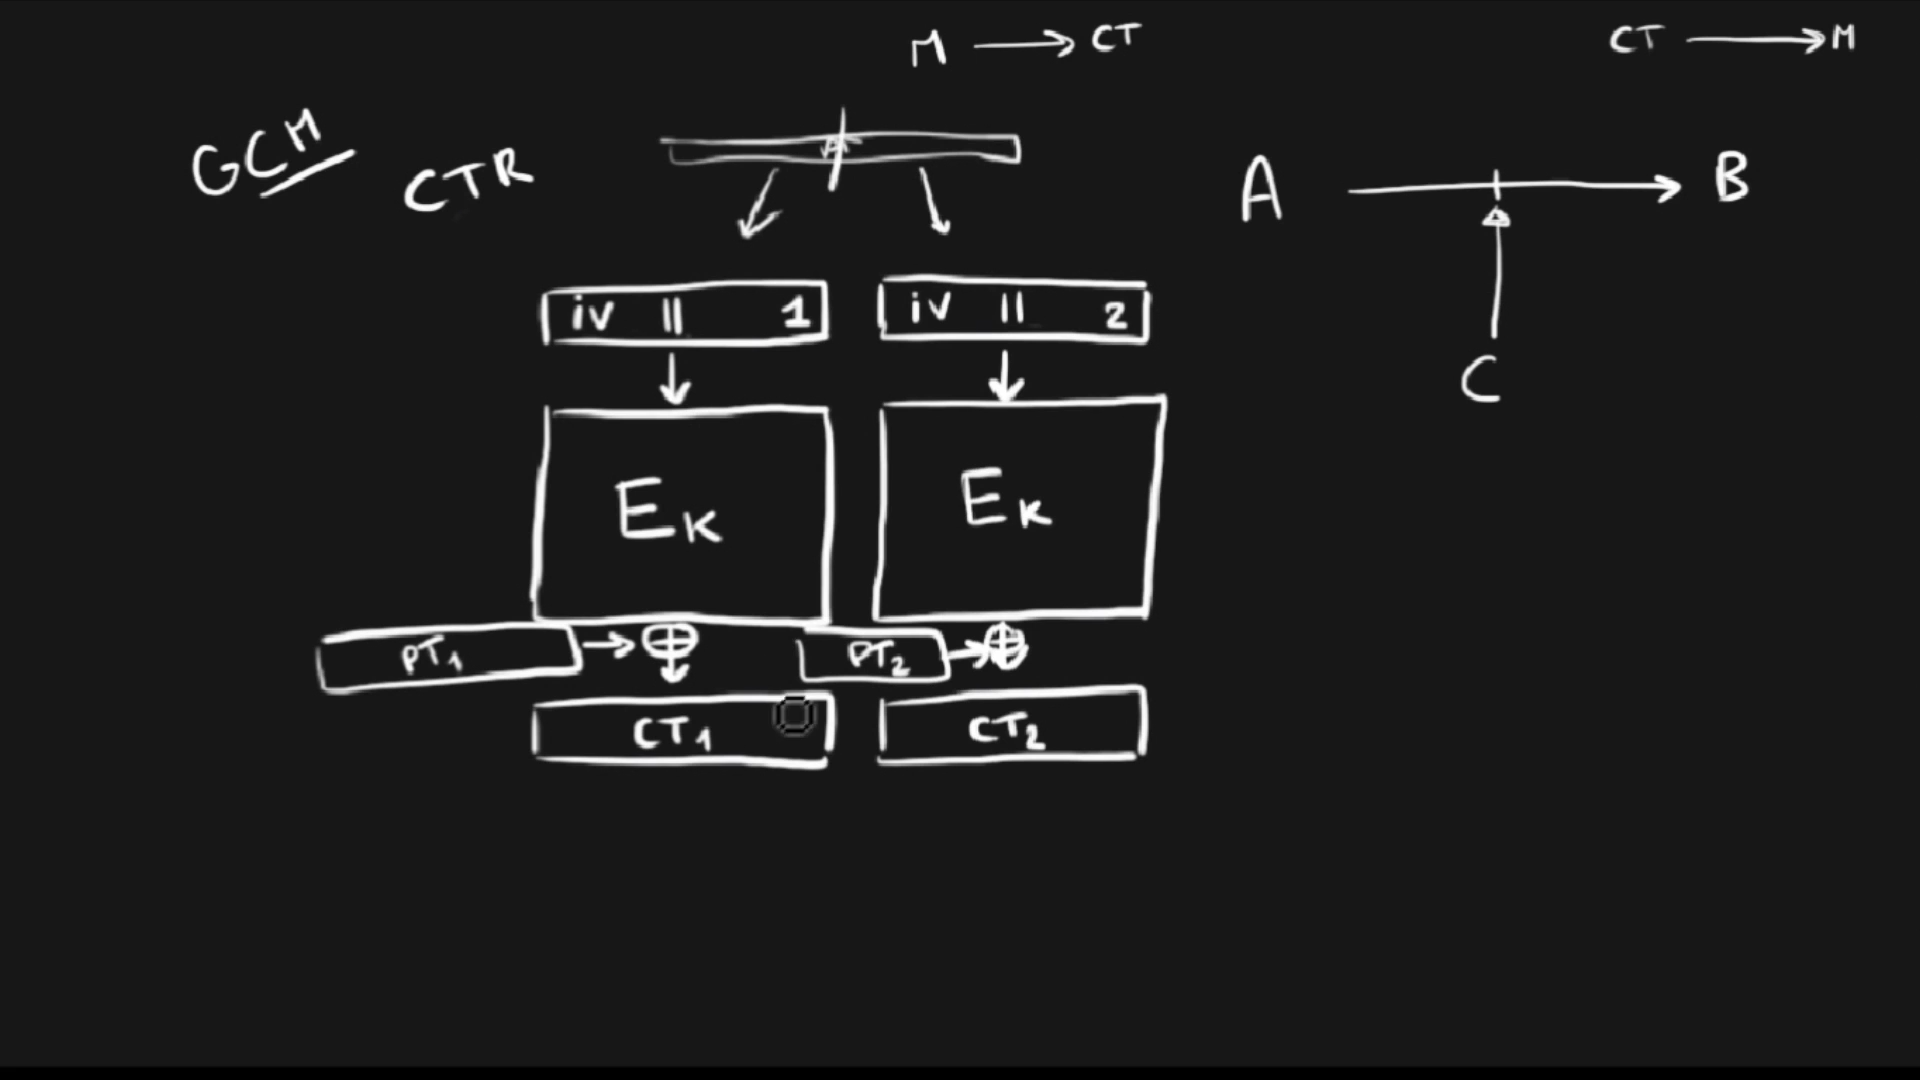 M → CT
CT → M
GCM
CTR
A → B
C
iv || 1
iv || 2
EK
EK
PT1 → ⊕
PT2 → ⊕
CT1
CT2